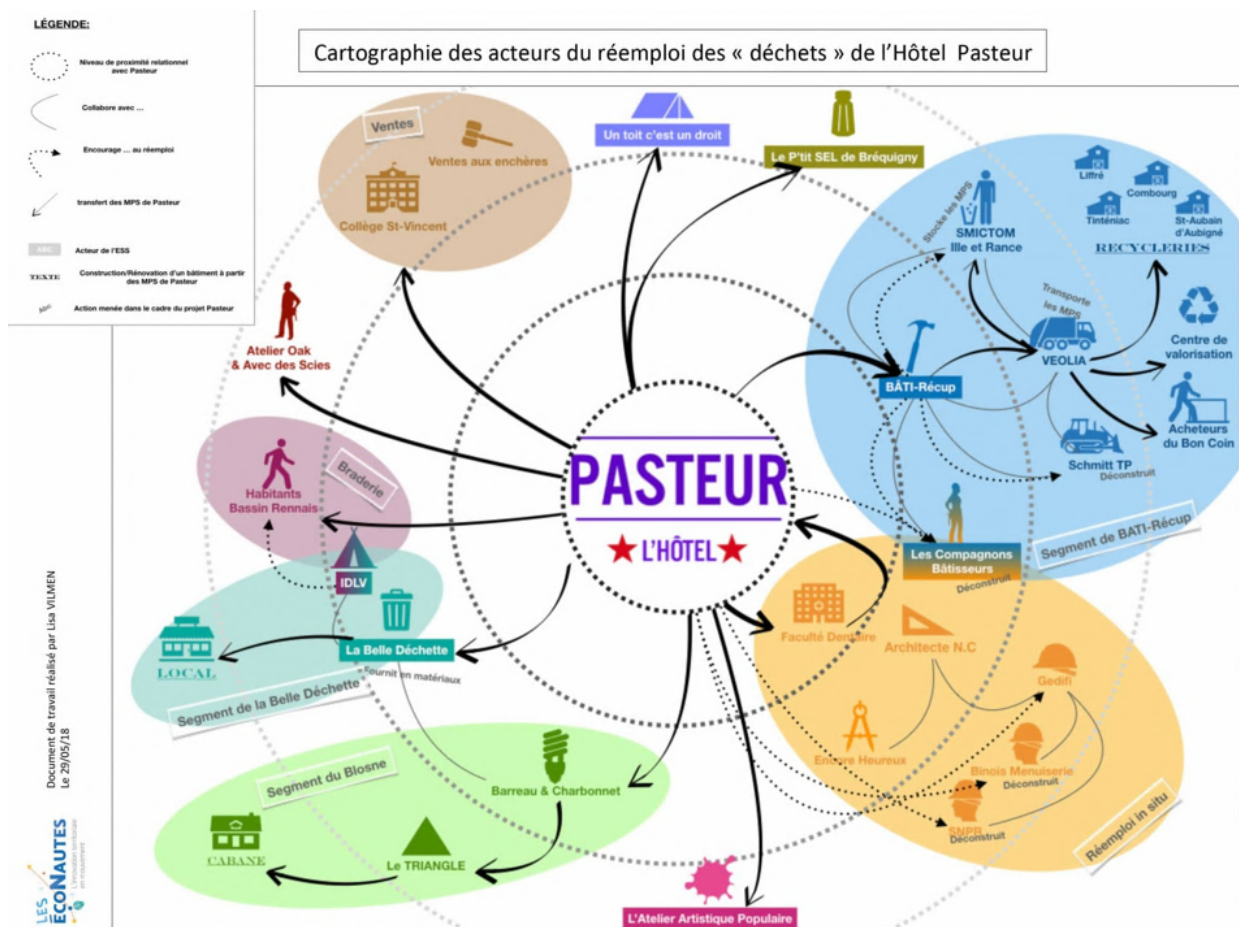 LÉGENDE:
Niveau de proximité relationnel
avec Pasteur
Collabore avec ...
Encourage ... au réemploi
transfert des MPS de Pasteur
ABC
Acteur de l'ESS
TEXTE
Construction/Rénovation d'un bâtiment à partir
des MPS de Pasteur
Abc
Action menée dans le cadre du projet Pasteur
Cartographie des acteurs du réemploi des « déchets » de l'Hôtel Pasteur
Ventes
Ventes aux enchères
Collège St-Vincent
Un toit c'est un droit
Le P'tit SEL de Bréquigny
Stocke les MPS
SMICTOM
Ille et Rance
Liffré
Combourg
Tinténiac
St-Aubain
d'Aubigné
RECYCLERIES
Transporte
les MPS
VEOLIA
Centre de
valorisation
Acheteurs
du Bon Coin
BÂTI-Récup
Schmitt TP
Déconstruit
Segment de BATI-Récup
Atelier Oak
& Avec des Scies
Braderie
Habitants
Bassin Rennais
PASTEUR
L'HÔTEL
Les Compagnons
Bâtisseurs
Déconstruit
IDLV
La Belle Déchette
Fournit en matériaux
LOCAL
Segment de la Belle Déchette
Faculté Dentaire
Architecte N.C
Gedifi
Encore Heureux
Binois Menuiserie
Déconstruit
SNPR
Déconstruit
Réemploi in situ
Segment du Blosne
Barreau & Charbonnet
CABANE
Le TRIANGLE
L'Atelier Artistique Populaire
Document de travail réalisé par Lisa VILMEN
Le 29/05/18
LES
ÉCONAUTES
L'innovation territoriale
en mouvement